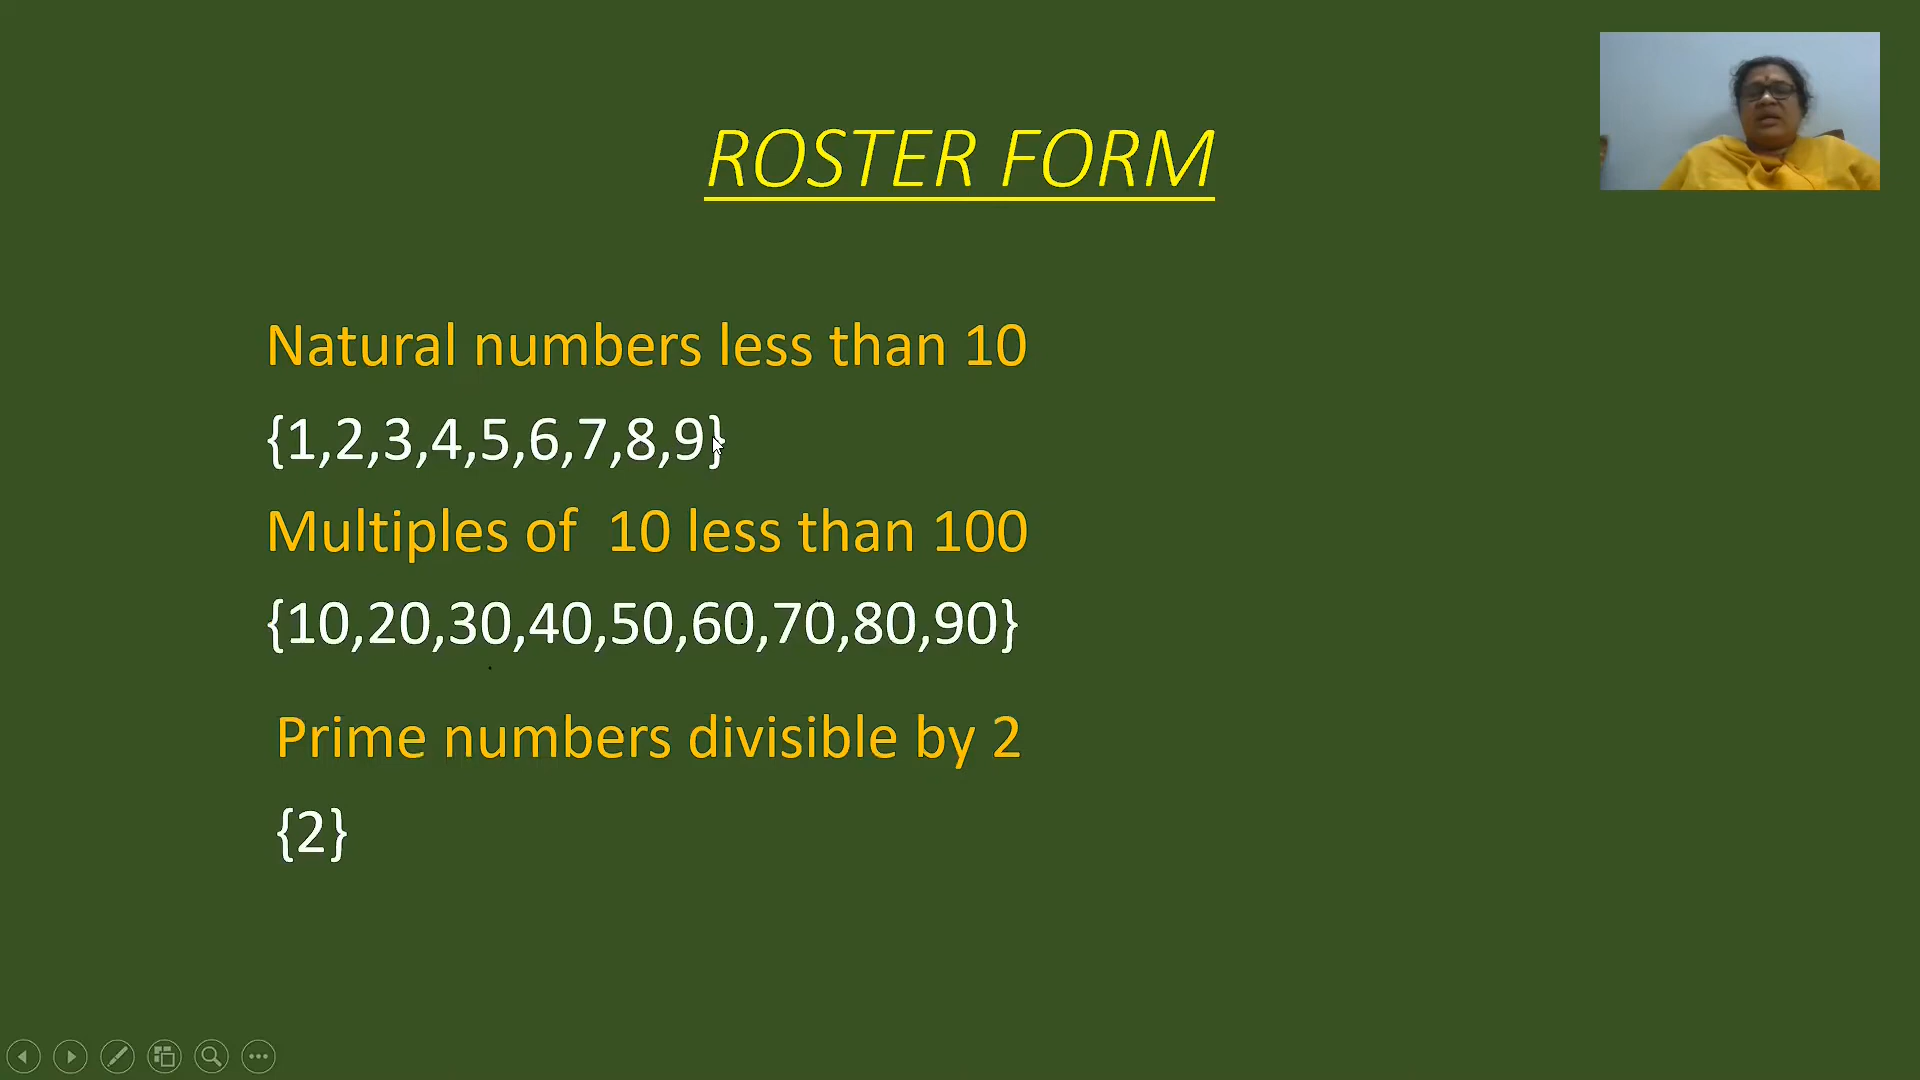 ROSTER FORM
Natural numbers less than 10
{1,2,3,4,5,6,7,8,9}
Multiples of  10 less than 100
{10,20,30,40,50,60,70,80,90}
Prime numbers divisible by 2
{2}